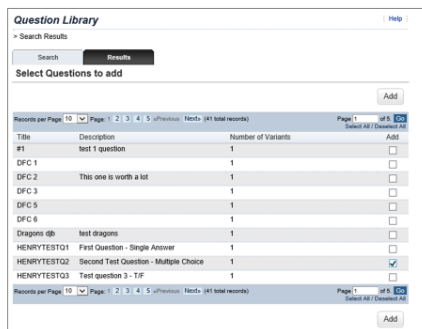 Question Library Help
> Search Results
Search Results
Select Questions to add
Add
Records per Page 10 Page: 1 2 3 4 5 «Previous Next» (41 total records) Page 1 of 5. Go
Select All / Deselect All
Title Description Number of Variants Add
#1 test 1 question 1
DFC 1 1
DFC 2 This one is worth a lot 1
DFC 3 1
DFC 5 1
DFC 6 1
Dragons djb test dragons 1
HENRYTESTQ1 First Question - Single Answer 1
HENRYTESTQ2 Second Test Question - Multiple Choice 1
HENRYTESTQ3 Test question 3 - T/F 1
Records per Page 10 Page: 1 2 3 4 5 «Previous Next» (41 total records) Page 1 of 5. Go
Select All / Deselect All
Add